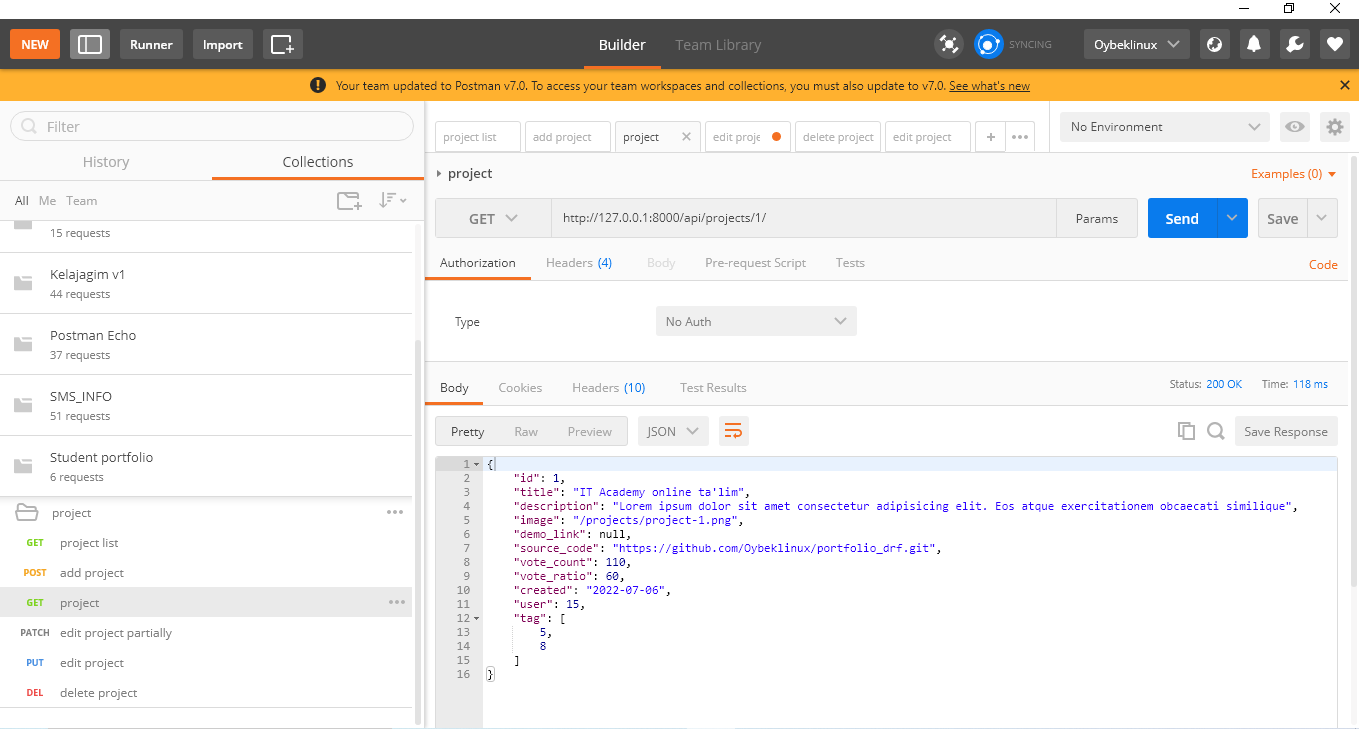 NEW Runner Import Builder Team Library SYNCING Oybeklinux
Your team updated to Postman v7.0. To access your team workspaces and collections, you must also update to v7.0. See what's new
Filter
History Collections
All Me Team
15 requests
Kelajagim v1
44 requests
Postman Echo
37 requests
SMS_INFO
51 requests
Student portfolio
6 requests
project
GET project list
POST add project
GET project
PATCH edit project partially
PUT edit project
DEL delete project
project list add project project edit proje delete project edit project No Environment
project Examples (0)
GET http://127.0.0.1:8000/api/projects/1/ Params Send Save
Authorization Headers (4) Body Pre-request Script Tests Code
Type No Auth
Body Cookies Headers (10) Test Results Status: 200 OK Time: 118 ms
Pretty Raw Preview JSON Save Response
1 {
2 "id": 1,
3 "title": "IT Academy online ta'lim",
4 "description": "Lorem ipsum dolor sit amet consectetur adipisicing elit. Eos atque exercitationem obcaecati similique",
5 "image": "/projects/project-1.png",
6 "demo_link": null,
7 "source_code": "https://github.com/Oybeklinux/portfolio_drf.git",
8 "vote_count": 110,
9 "vote_ratio": 60,
10 "created": "2022-07-06",
11 "user": 15,
12 "tag": [
13 5,
14 8
15 ]
16 }